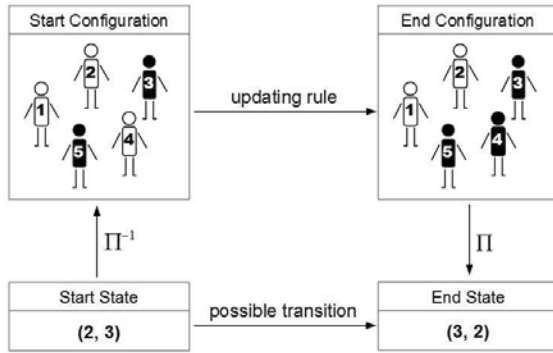 Start Configuration
End Configuration
2
3
1
5
4
updating rule
2
3
1
5
4
Π⁻¹
Π
Start State
(2, 3)
possible transition
End State
(3, 2)